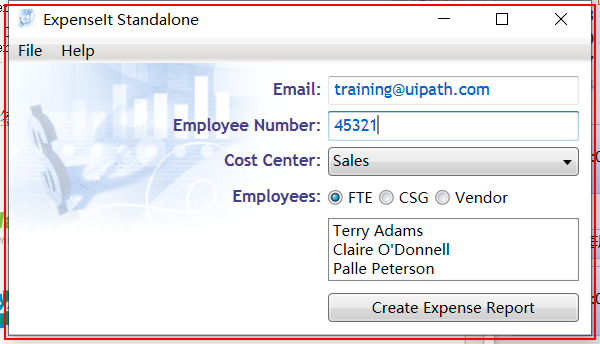 ExpenseIt Standalone
File Help
Email: training@uipath.com
Employee Number: 45321
Cost Center: Sales
Employees: FTE CSG Vendor
Terry Adams
Claire O'Donnell
Palle Peterson
Create Expense Report